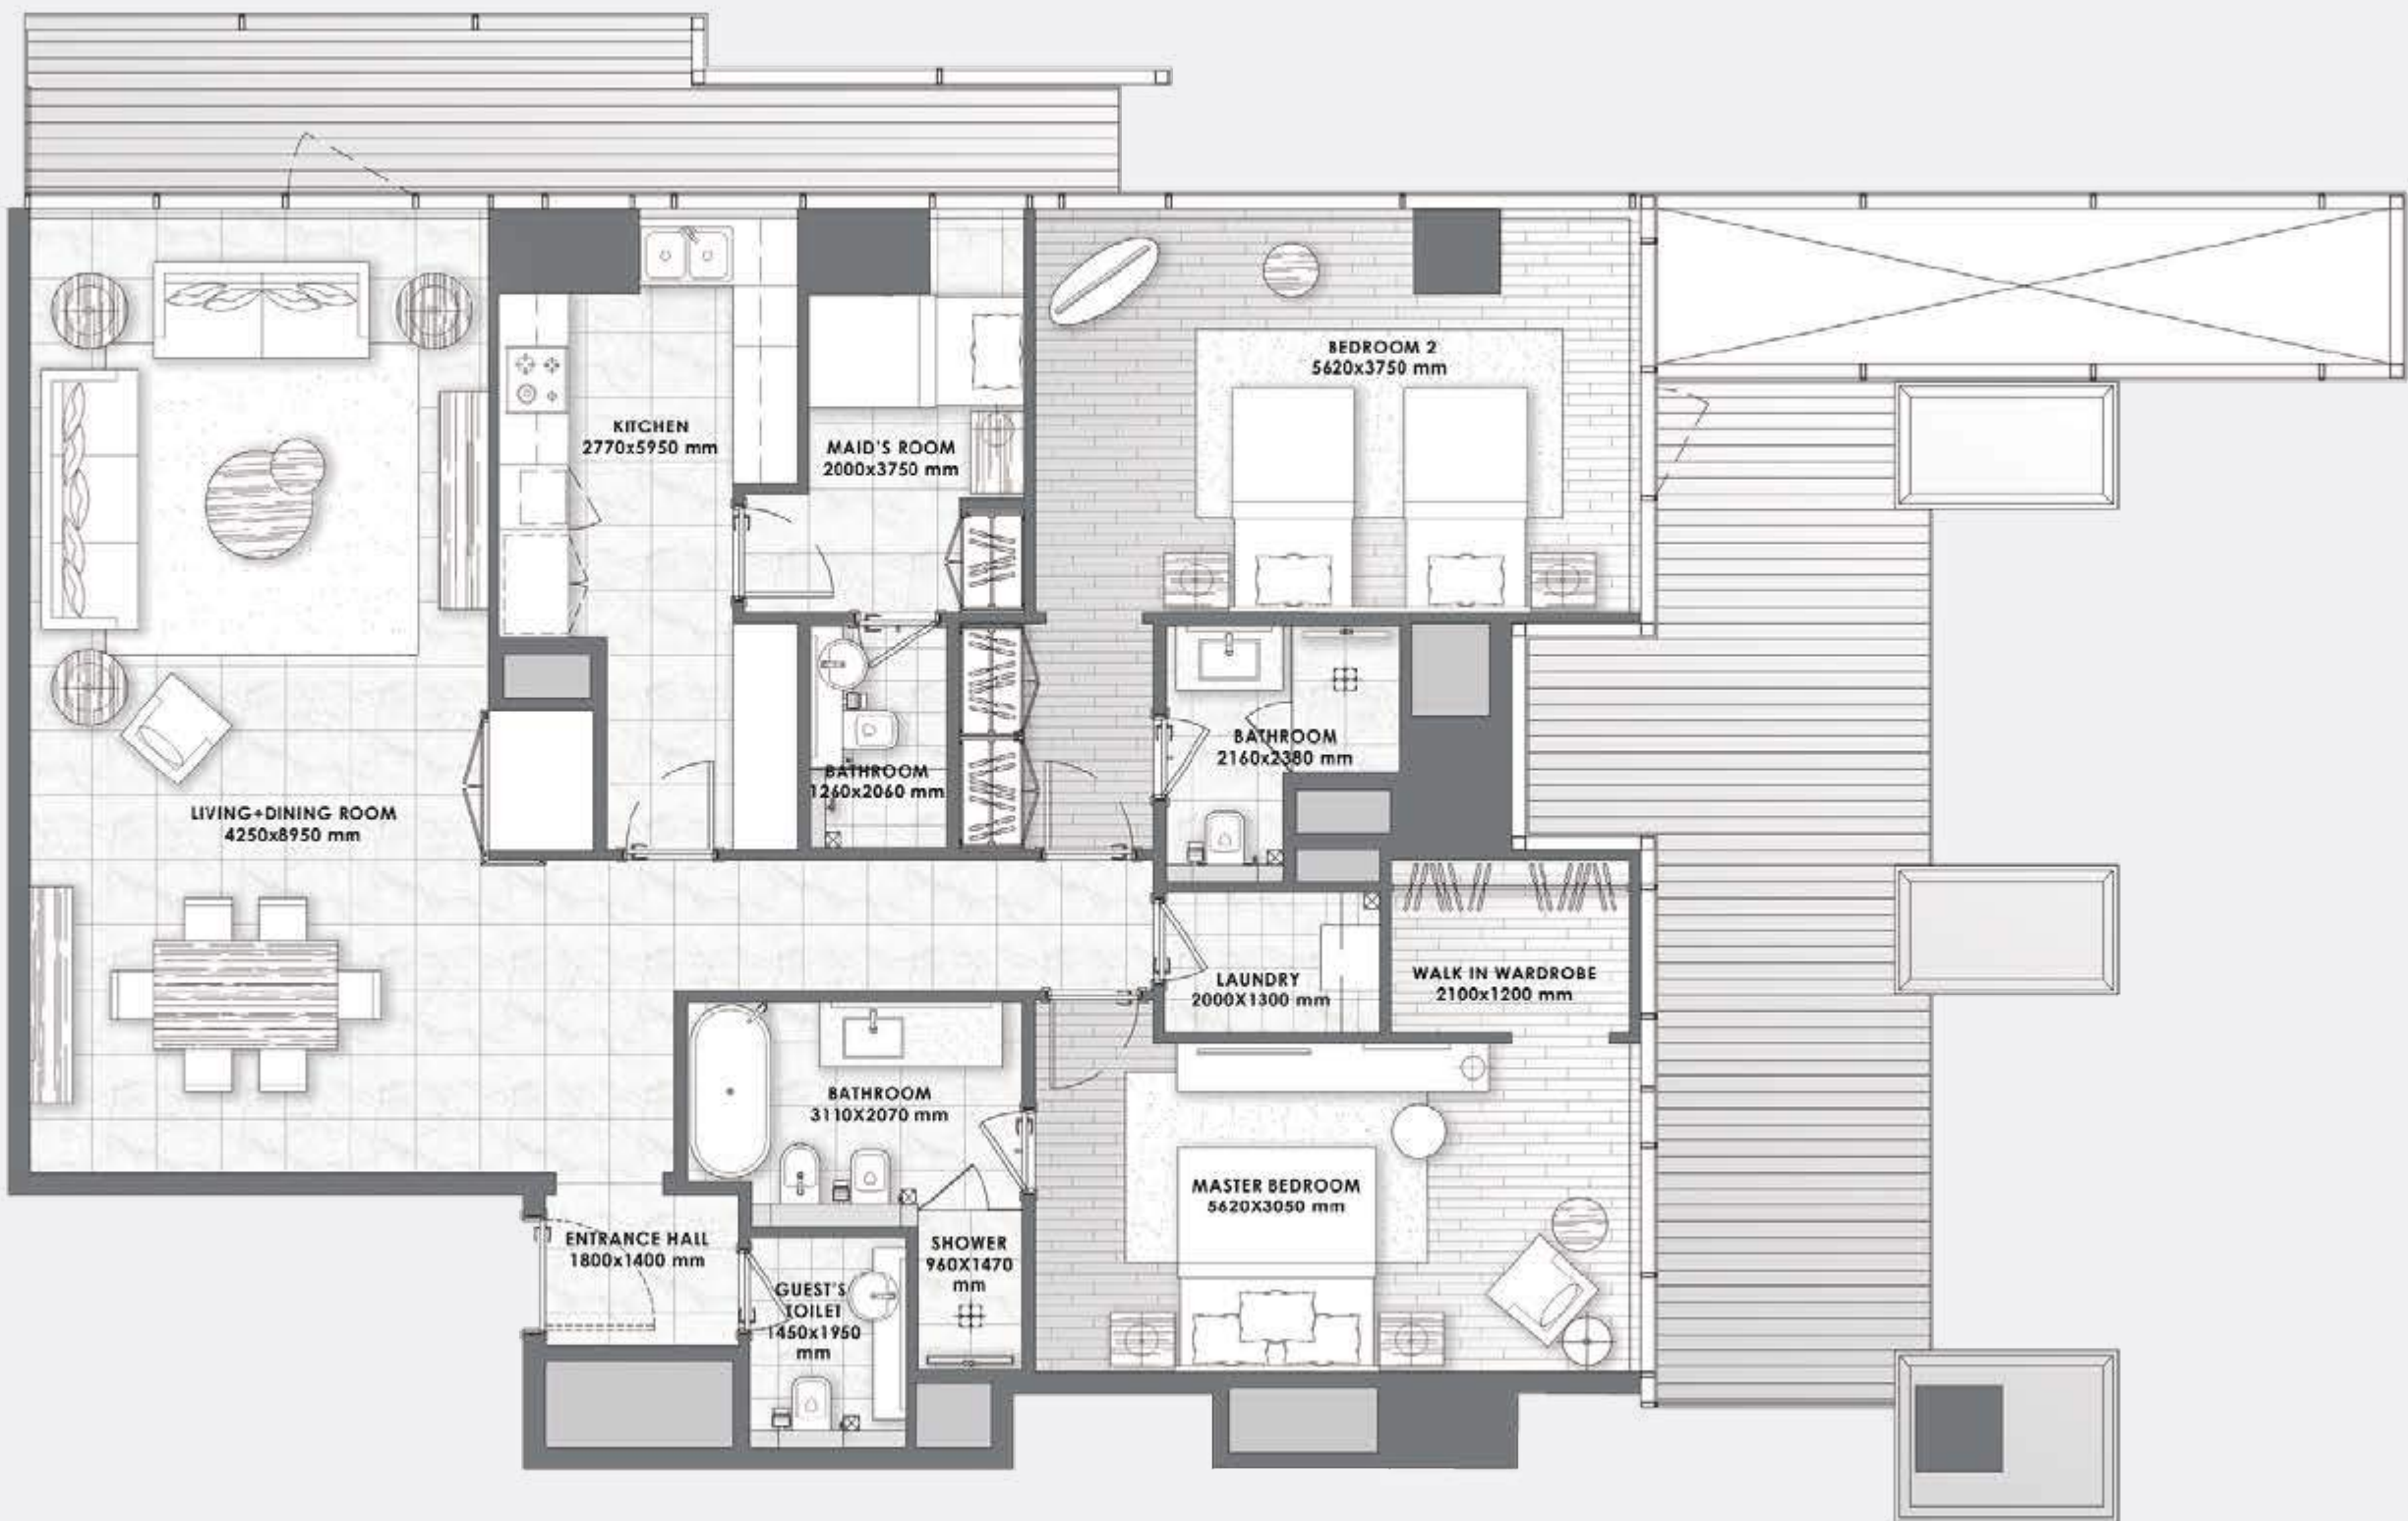 BEDROOM 2
5620x3750 mm
KITCHEN
2770x5950 mm
MAID'S ROOM
2000x3750 mm
BATHROOM
2160x2380 mm
BATHROOM
1260x2060 mm
LIVING+DINING ROOM
4250x8950 mm
LAUNDRY
2000X1300 mm
WALK IN WARDROBE
2100x1200 mm
BATHROOM
3110X2070 mm
MASTER BEDROOM
5620X3050 mm
ENTRANCE HALL
1800x1400 mm
SHOWER
960X1470
mm
GUEST'S
TOILET
1450x1950
mm